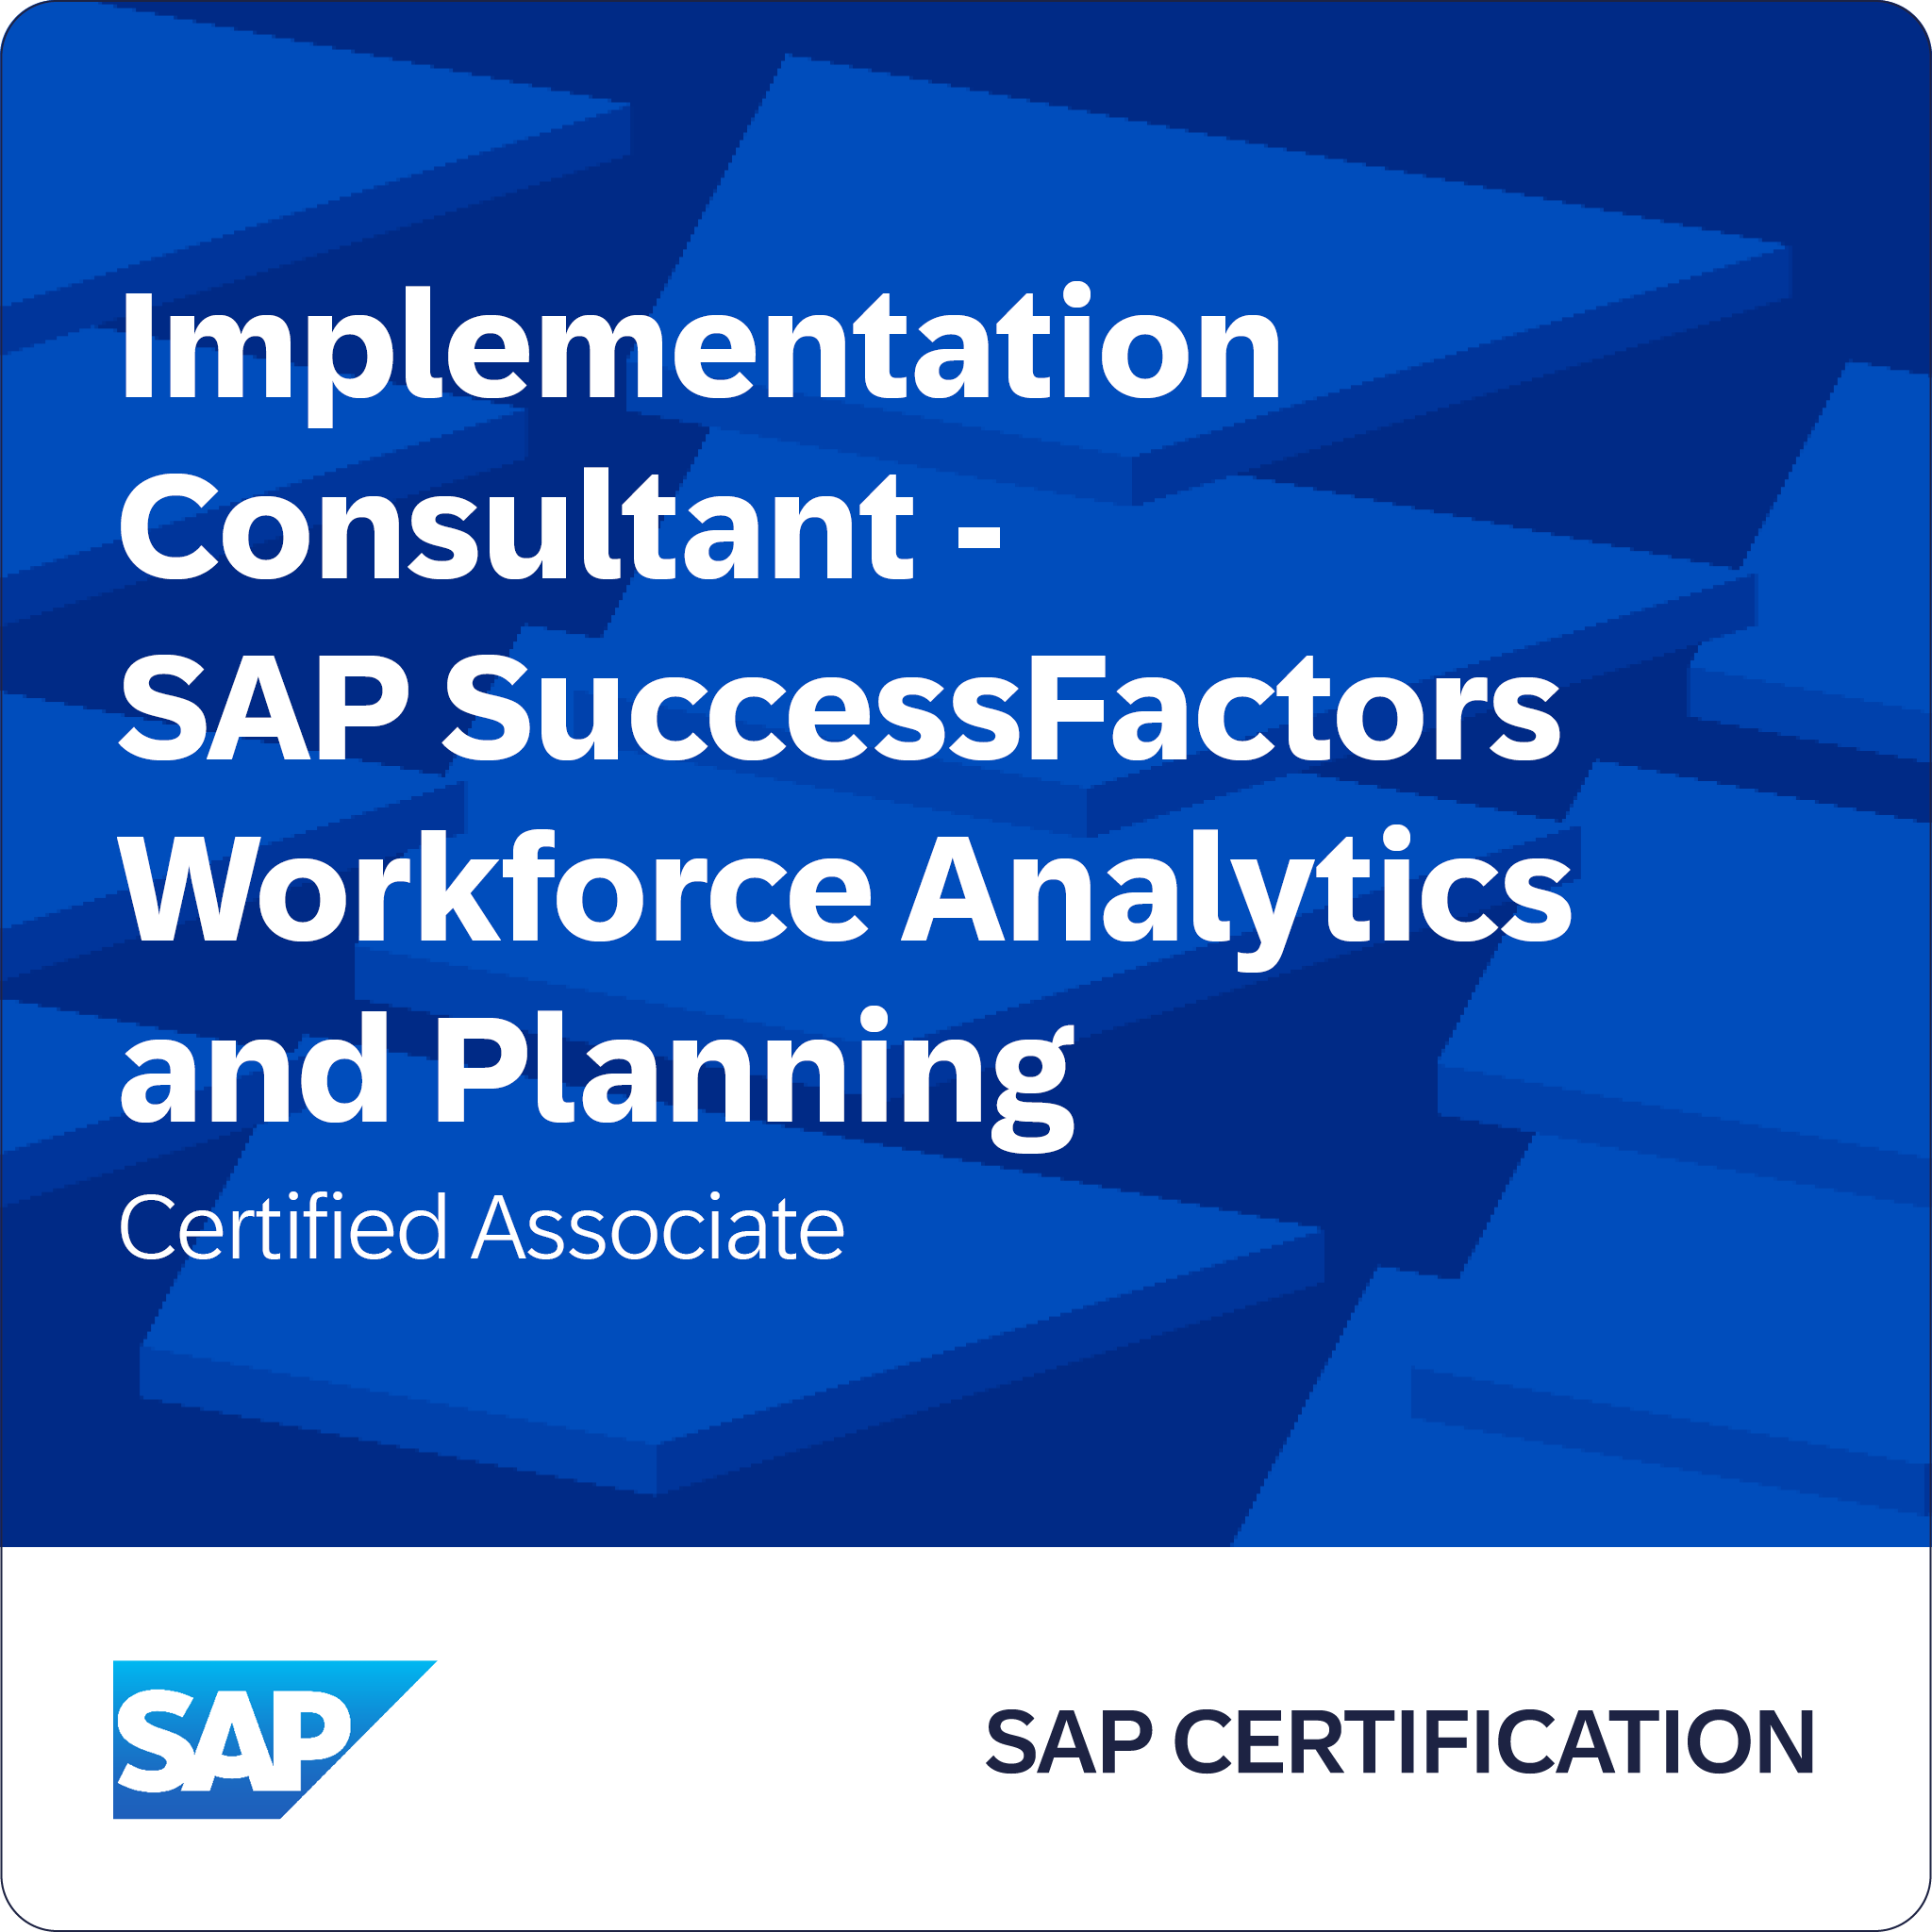 Implementation
Consultant -
SAP SuccessFactors
Workforce Analytics
and Planning
Certified Associate
SAP
SAP CERTIFICATION